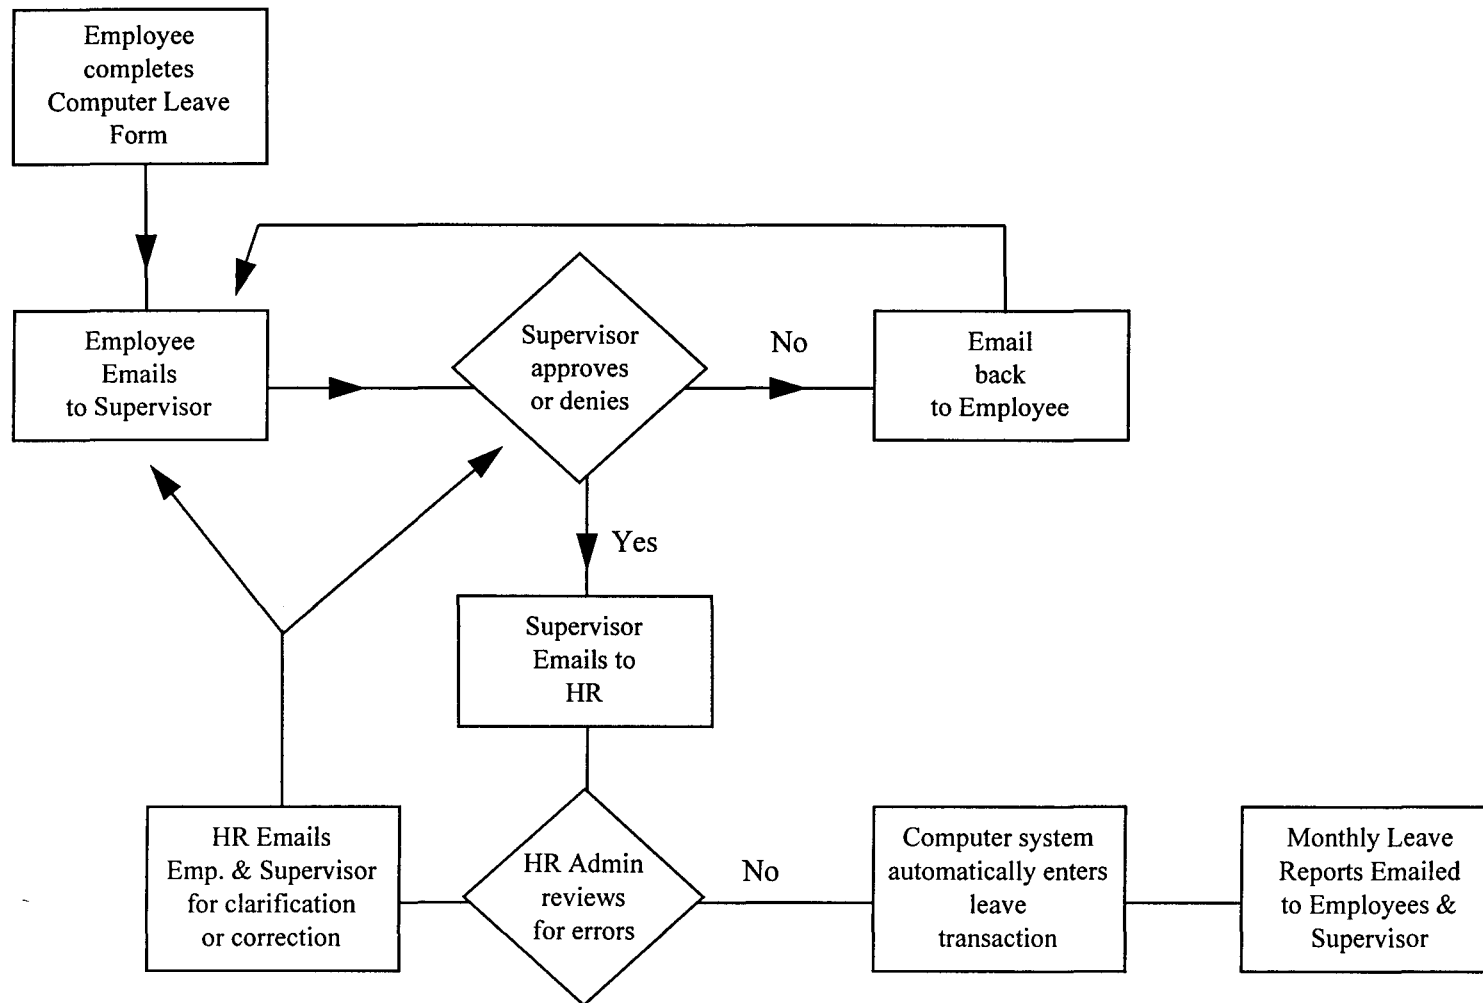 Employee
completes
Computer Leave
Form
Employee
Emails
to Supervisor
Supervisor
approves
or denies
No
Email
back
to Employee
Yes
Supervisor
Emails to
HR
HR Emails
Emp. & Supervisor
for clarification
or correction
HR Admin
reviews
for errors
No
Computer system
automatically enters
leave
transaction
Monthly Leave
Reports Emailed
to Employees &
Supervisor